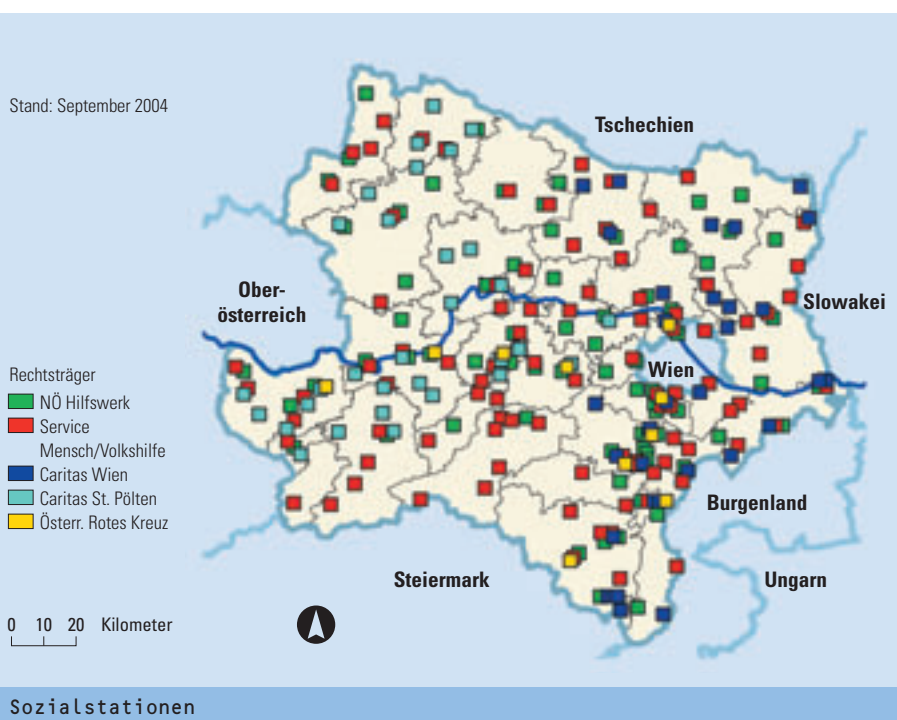 Stand: September 2004
Tschechien
Ober-
österreich
Slowakei
Wien
Rechtsträger
NÖ Hilfswerk
Service
Mensch/Volkshilfe
Caritas Wien
Caritas St. Pölten
Österr. Rotes Kreuz
Burgenland
Steiermark
Ungarn
0 10 20 Kilometer
Sozialstationen